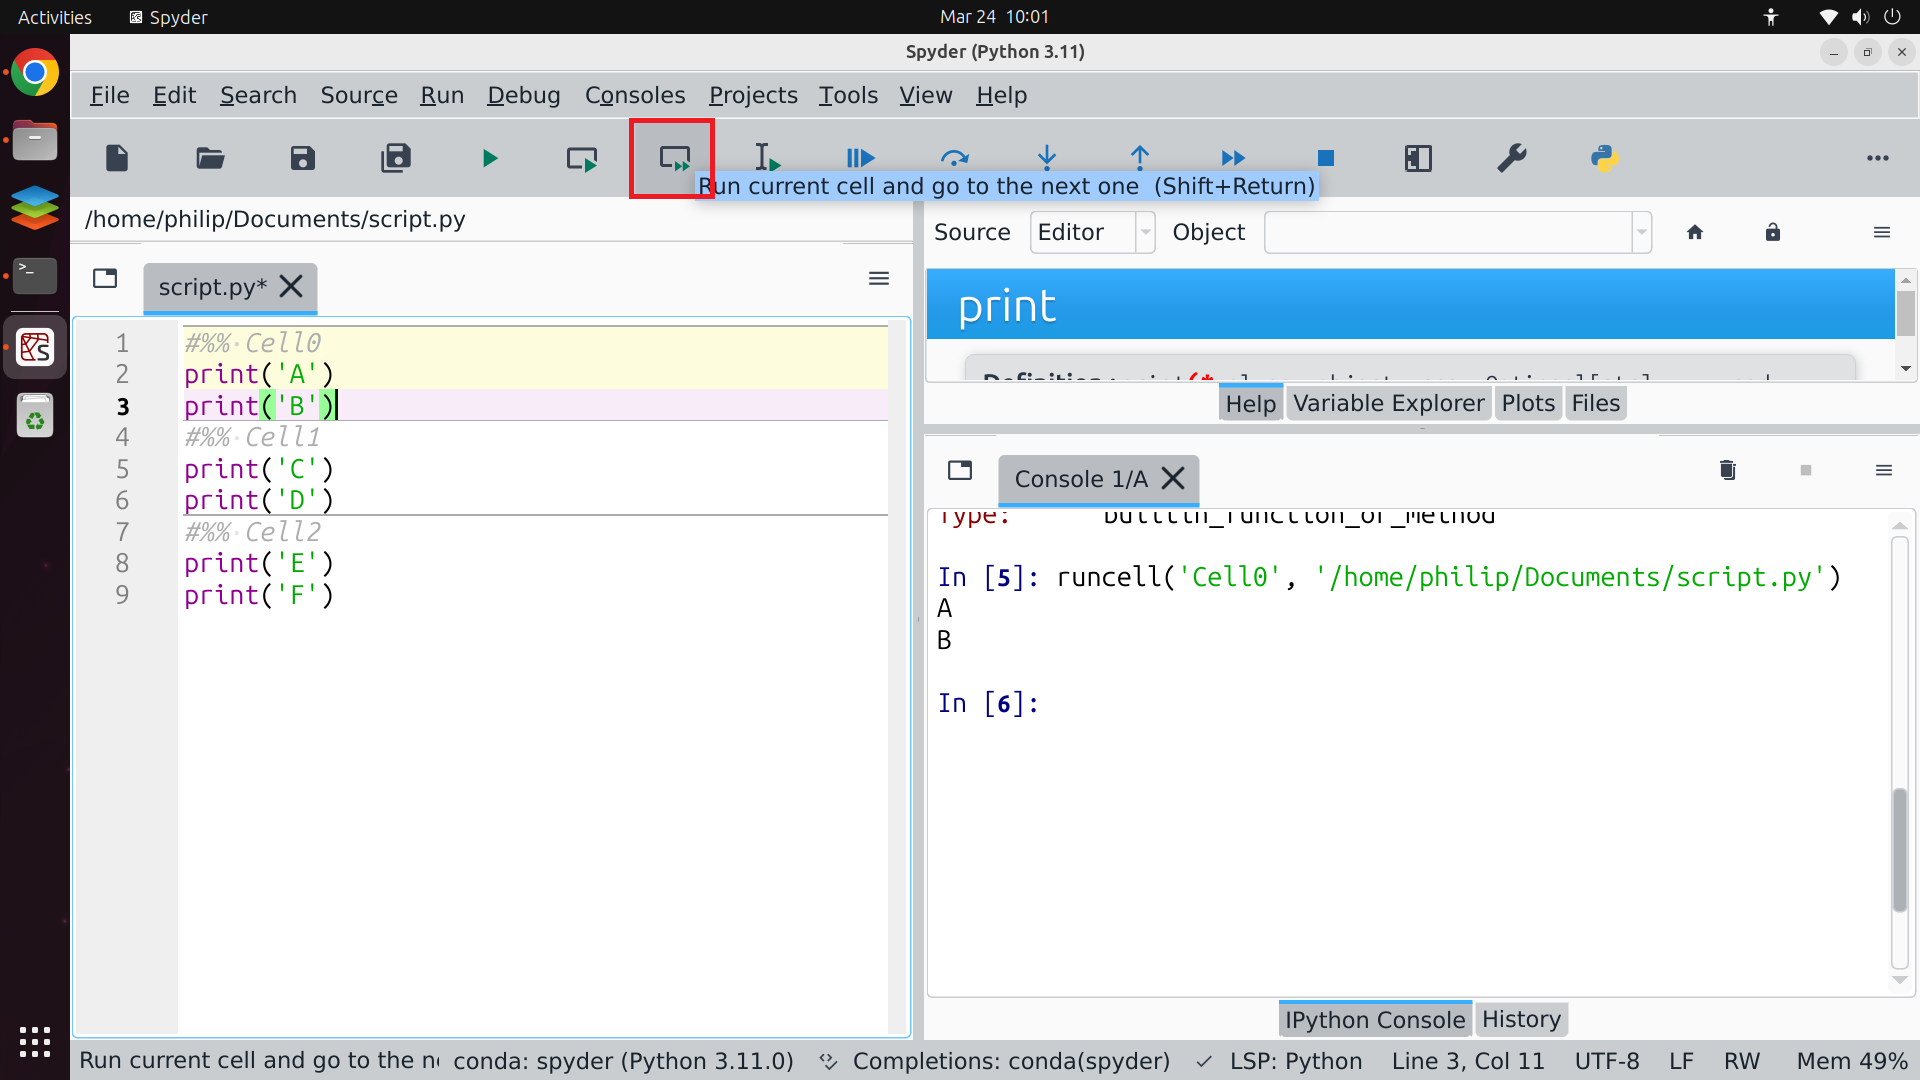 Activities Spyder Mar 24 10:01
Spyder (Python 3.11)
File Edit Search Source Run Debug Consoles Projects Tools View Help
Run current cell and go to the next one (Shift+Return)
/home/philip/Documents/script.py
Source Editor Object
script.py*
print
1 #%% Cell0
2 print('A')
3 print('B')
4 #%% Cell1
5 print('C')
6 print('D')
7 #%% Cell2
8 print('E')
9 print('F')
Help Variable Explorer Plots Files
Console 1/A
Type: builtin_function_or_method
In [5]: runcell('Cell0', '/home/philip/Documents/script.py')
A
B
In [6]:
IPython Console History
Run current cell and go to the conda: spyder (Python 3.11.0) Completions: conda(spyder) LSP: Python Line 3, Col 11 UTF-8 LF RW Mem 49%